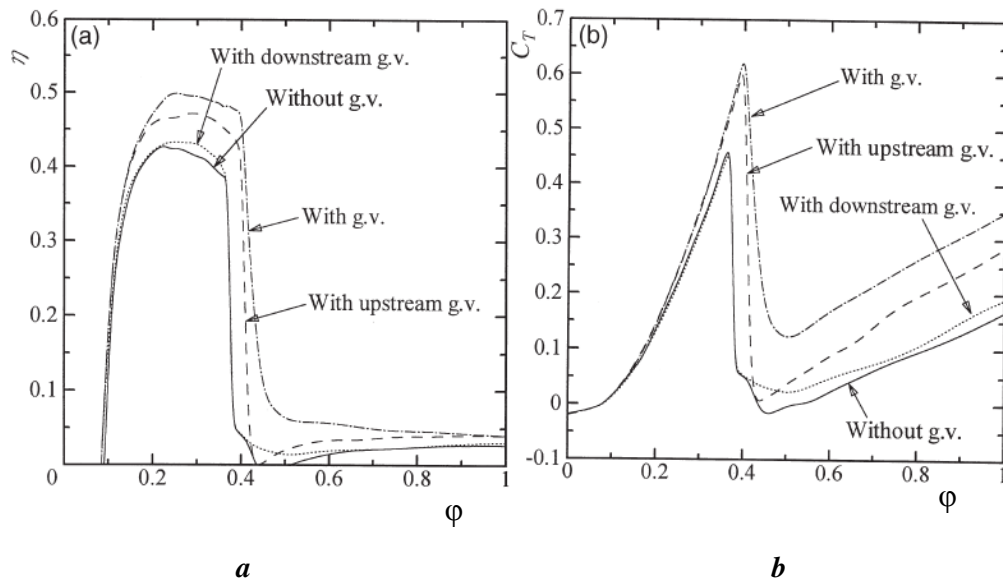 (a)
η
0.6
0.5
0.4
0.3
0.2
0.1
0
0.2
0.4
0.6
0.8
1
φ
With downstream g.v.
Without g.v.
With g.v.
With upstream g.v.
a
(b)
C_T
0.7
0.6
0.5
0.4
0.3
0.2
0.1
0
-0.1
0
0.2
0.4
0.6
0.8
1
φ
With g.v.
With upstream g.v.
With downstream g.v.
Without g.v.
b